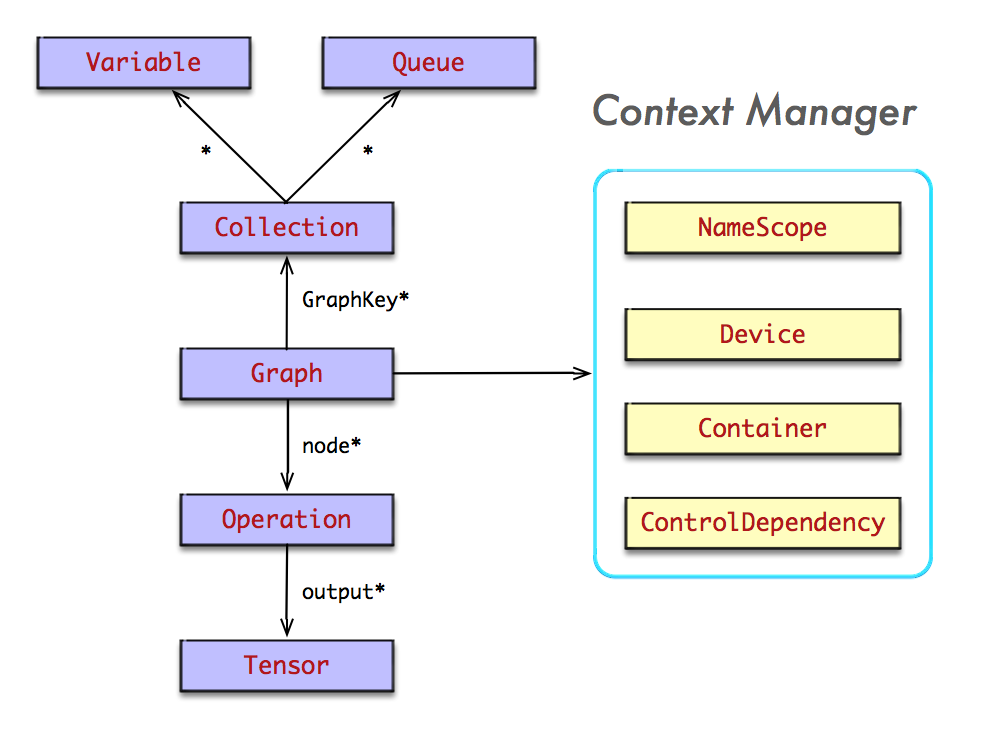 Variable
Queue
*
*
Collection
GraphKey*
Graph
node*
Operation
output*
Tensor
Context Manager
NameScope
Device
Container
ControlDependency